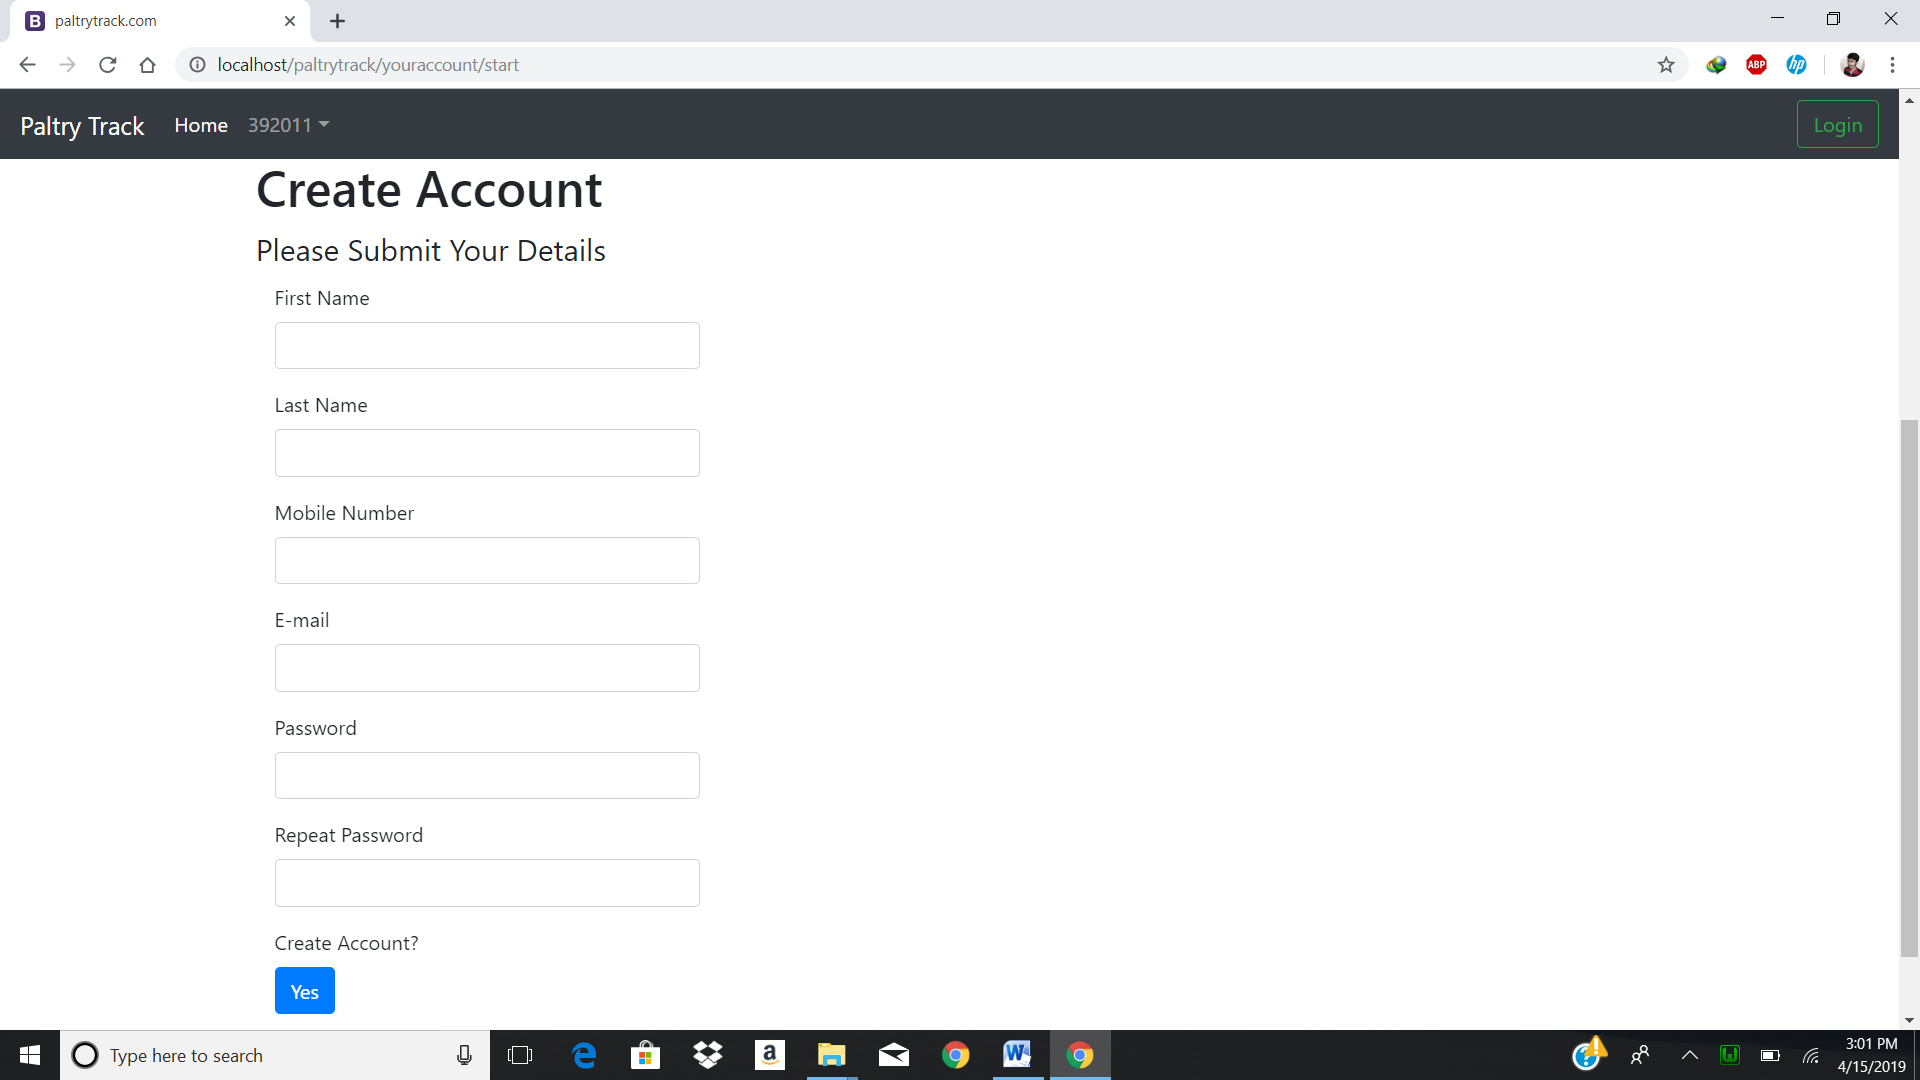 B paltrytrack.com
localhost/paltrytrack/youraccount/start
ABP
hp
Paltry Track Home 392011 Login
Create Account
Please Submit Your Details
First Name
Last Name
Mobile Number
E-mail
Password
Repeat Password
Create Account?
Yes
Type here to search
3:01 PM
4/15/2019